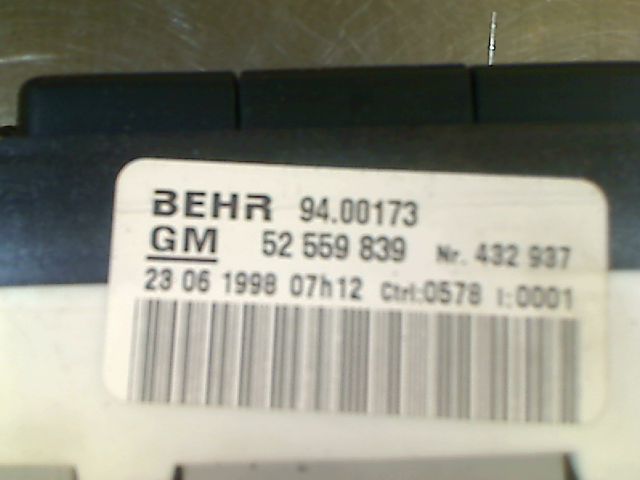 BEHR 94.00173
GM 52 559 839 Nr. 432 937
23 06 1998 07h12 Ctrl:0578 I:0001